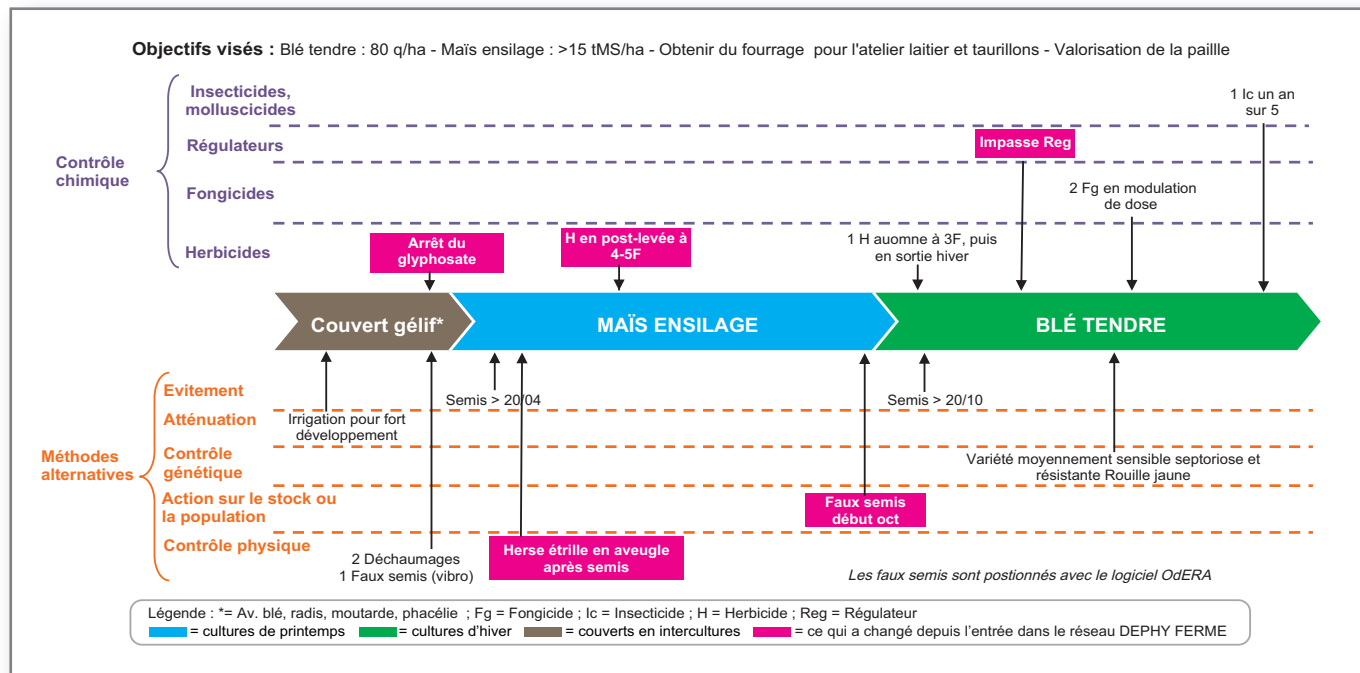 Objectifs visés : Blé tendre : 80 q/ha - Maïs ensilage : >15 tMS/ha - Obtenir du fourrage pour l'atelier laitier et taurillons - Valorisation de la paillle
Contrôle
chimique
Insecticides,
molluscicides
Régulateurs
Fongicides
Herbicides
1 Ic un an
sur 5
Impasse Reg
2 Fg en modulation
de dose
Arrêt du
glyphosate
H en post-levée à
4-5F
1 H auomne à 3F, puis
en sortie hiver
Couvert gélif*
MAÏS ENSILAGE
BLÉ TENDRE
Méthodes
alternatives
Evitement
Atténuation
Contrôle
génétique
Action sur le stock ou
la population
Contrôle physique
Semis > 20/04
Semis > 20/10
Irrigation pour fort
développement
Variété moyennement sensible septoriose et
résistante Rouille jaune
Faux semis
début oct
2 Déchaumages
1 Faux semis (vibro)
Herse étrille en aveugle
après semis
Les faux semis sont postionnés avec le logiciel OdERA
Légende : *= Av. blé, radis, moutarde, phacélie ; Fg = Fongicide ; Ic = Insecticide ; H = Herbicide ; Reg = Régulateur
= cultures de printemps = cultures d'hiver = couverts en intercultures = ce qui a changé depuis l'entrée dans le réseau DEPHY FERME